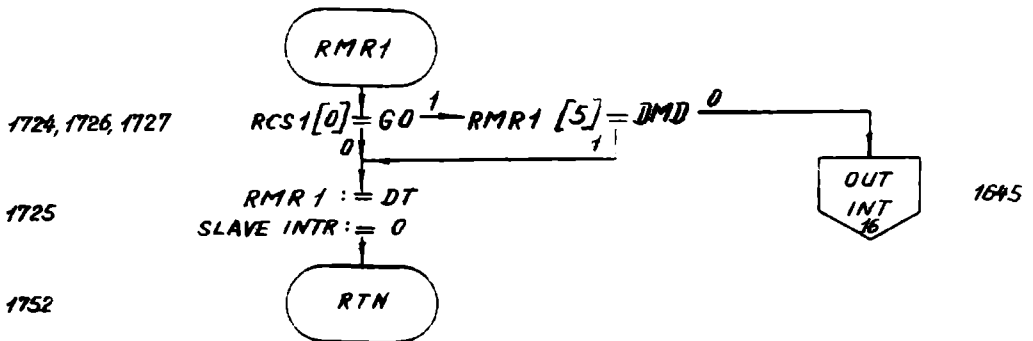 RMR1
1724, 1726, 1727
RCS1[0] = GO
1
RMR1 [5] = DMD
0
0
1
OUT
INT
16
1645
1725
RMR1 := DT
SLAVE INTR := 0
1752
RTN